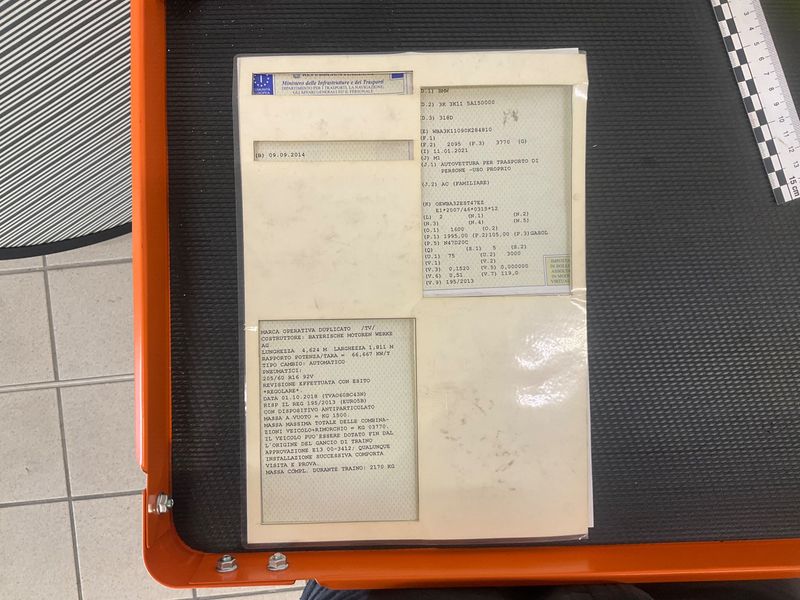 Ministero delle Infrastrutture e dei Trasporti
DIPARTIMENTO PER I TRASPORTI, LA NAVIGAZIONE,
GLI AFFARI GENERALI ED IL PERSONALE
I
(B) 09.09.2014
D.1) BMW
D.2) 3K 3K11 5A150000
D.3) 318D
(E) WBA3K11090K284810
(F.1)
(F.2) 2095 (F.3) 3770 (G)
(I) 11.01.2021
(J) M1
(J.1) AUTOVETTURA PER TRASPORTO DI
PERSONE -USO PROPRIO
(J.2) AC (FAMILIARE)
(K) OEWBA32EST47EZ
E1*2007/46*0315*12
(L) 2 (N.1) (N.2)
(N.3) (N.4) (N.5)
(O.1) 1600 (O.2)
(P.1) 1995,00 (P.2)105,00 (P.3)GASOL
(P.5) N47D20C
(Q) (S.1) 5 (S.2)
(U.1) 75 (U.2) 3000
(V.1) (V.2)
(V.3) 0,1520 (V.5) 0,000000
(V.6) 0,51 (V.7) 119,0
(V.9) 195/2013
MARCA OPERATIVA DUPLICATO /TV/
COSTRUTTORE: BAYERISCHE MOTOREN WERKE
AG
LUNGHEZZA 4,624 M LARGHEZZA 1,811 M
RAPPORTO POTENZA/TARA = 66,667 KW/T
TIPO CAMBIO: AUTOMATICO
PNEUMATICI:
205/60 R16 92V
REVISIONE EFFETTUATA CON ESITO
*REGOLARE*.
DATA 01.10.2018 (TVA060BC43N)
RISP IL REG 195/2013 (EURO5B)
CON DISPOSITIVO ANTIPARTICOLATO
MASSA A VUOTO = KG 1500.
MASSA MASSIMA TOTALE DELLE COMBINA-
ZIONI VEICOLO+RIMORCHIO = KG 03770.
IL VEICOLO PUO'ESSERE DOTATO FIN DAL
L'ORIGINE DEL GANCIO DI TRAINO
APPROVAZIONE E13 00-3412; QUALUNQUE
INSTALLAZIONE SUCCESSIVA COMPORTA
VISITA E PROVA.
MASSA COMPL. DURANTE TRAINO: 2170 KG
15 cm